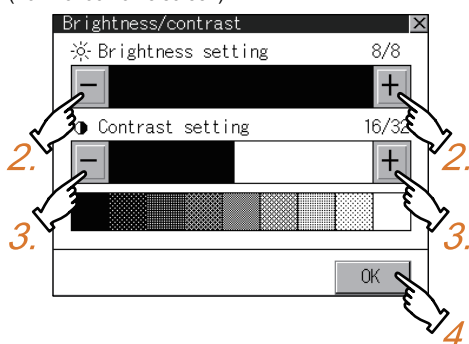 Brightness/contrast ×
Brightness setting 8/8
− +
2. 2.
Contrast setting 16/32
− +
3. 3.
OK
4